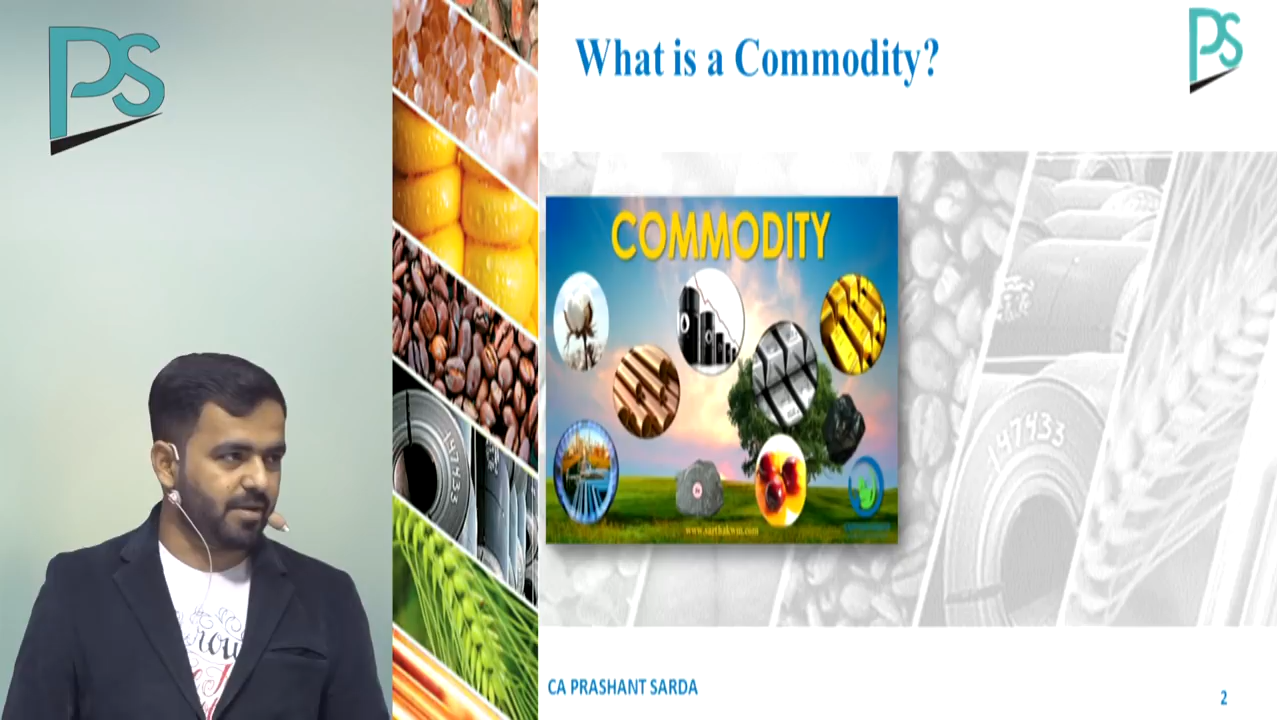 PS
What is a Commodity?
PS
COMMODITY
147433
147433
www.sarthakwm.com
CA PRASHANT SARDA
2